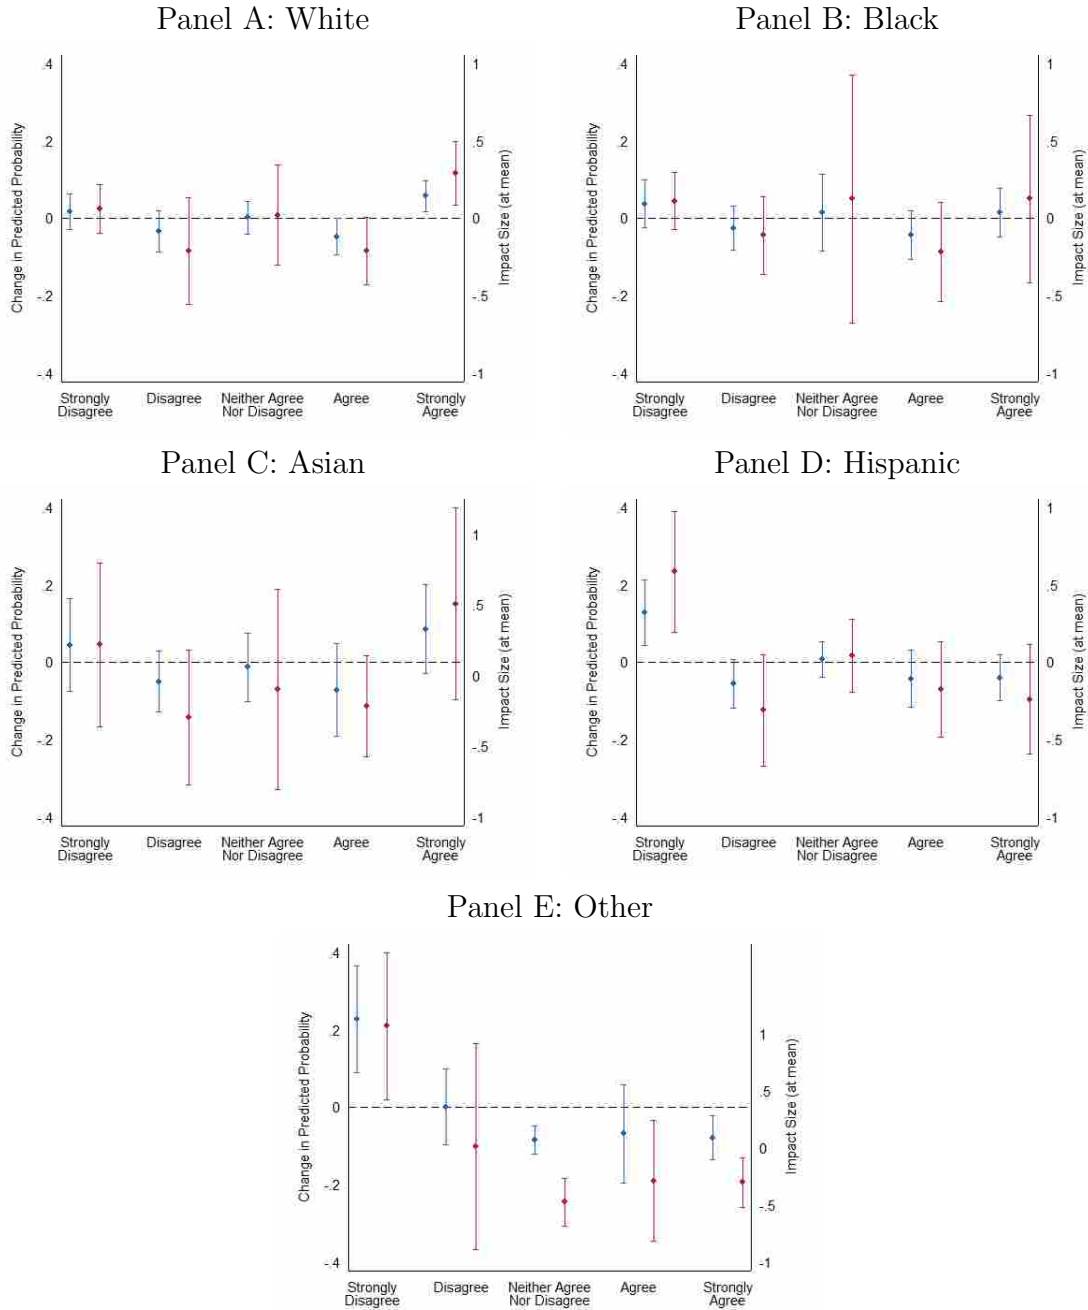 Panel A: White
Change in Predicted Probability
.4
.2
0
-.2
-.4
1
.5
0
-.5
-1
Impact Size (at mean)
Strongly
Disagree
Disagree
Neither Agree
Nor Disagree
Agree
Strongly
Agree
Panel B: Black
Change in Predicted Probability
.4
.2
0
-.2
-.4
1
.5
0
-.5
-1
Impact Size (at mean)
Strongly
Disagree
Disagree
Neither Agree
Nor Disagree
Agree
Strongly
Agree
Panel C: Asian
Change in Predicted Probability
.4
.2
0
-.2
-.4
1
.5
0
-.5
-1
Impact Size (at mean)
Strongly
Disagree
Disagree
Neither Agree
Nor Disagree
Agree
Strongly
Agree
Panel D: Hispanic
Change in Predicted Probability
.4
.2
0
-.2
-.4
1
.5
0
-.5
-1
Impact Size (at mean)
Strongly
Disagree
Disagree
Neither Agree
Nor Disagree
Agree
Strongly
Agree
Panel E: Other
Change in Predicted Probability
.4
.2
0
-.2
-.4
1
.5
0
-.5
-1
Impact Size (at mean)
Strongly
Disagree
Disagree
Neither Agree
Nor Disagree
Agree
Strongly
Agree